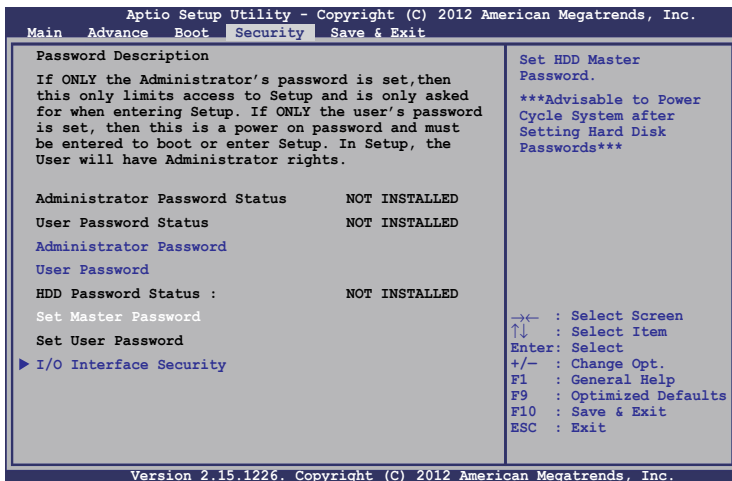 Aptio Setup Utility - Copyright (C) 2012 American Megatrends, Inc.
Main Advance Boot Security Save & Exit
Password Description
If ONLY the Administrator's password is set,then
this only limits access to Setup and is only asked
for when entering Setup. If ONLY the user's password
is set, then this is a power on password and must
be entered to boot or enter Setup. In Setup, the
User will have Administrator rights.
Administrator Password Status NOT INSTALLED
User Password Status NOT INSTALLED
Administrator Password
User Password
HDD Password Status : NOT INSTALLED
Set Master Password
Set User Password
▶ I/O Interface Security
Set HDD Master
Password.
***Advisable to Power
Cycle System after
Setting Hard Disk
Passwords***
→← : Select Screen
↑↓ : Select Item
Enter: Select
+/— : Change Opt.
F1 : General Help
F9 : Optimized Defaults
F10 : Save & Exit
ESC : Exit
Version 2.15.1226. Copyright (C) 2012 American Megatrends, Inc.